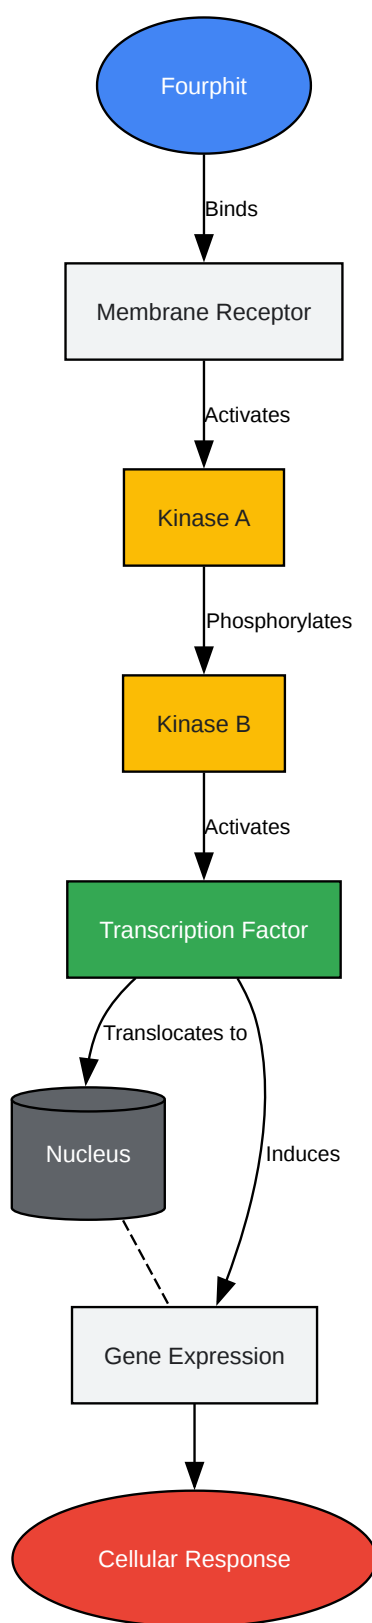 Fourphit
Binds
Membrane Receptor
Activates
Kinase A
Phosphorylates
Kinase B
Activates
Transcription Factor
Translocates to
Nucleus
Induces
Gene Expression
Cellular Response